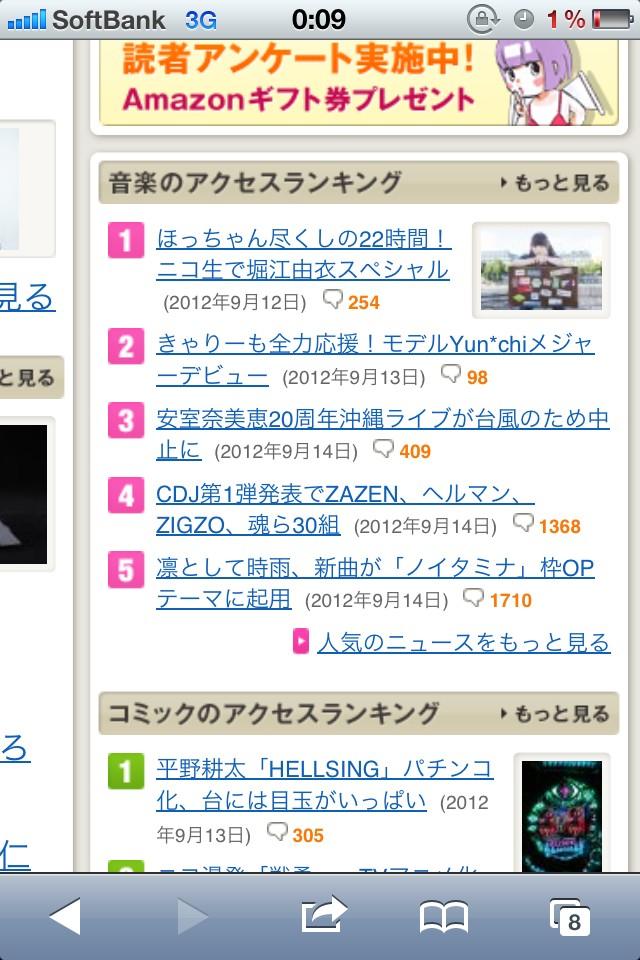 SoftBank 3G 0:09 1%
読者アンケート実施中!
Amazonギフト券プレゼント
音楽のアクセスランキング もっと見る
1 ほっちゃん尽くしの22時間!
ニコ生で堀江由衣スペシャル
(2012年9月12日) 254
2 きゃりーも全力応援!モデルYun*chiメジャ
ーデビュー (2012年9月13日) 98
3 安室奈美恵20周年沖縄ライブが台風のため中
止に (2012年9月14日) 409
4 CDJ第1弾発表でZAZEN、ヘルマン、
ZIGZO、魂ら30組 (2012年9月14日) 1368
5 凛として時雨、新曲が「ノイタミナ」枠OP
テーマに起用 (2012年9月14日) 1710
人気のニュースをもっと見る
コミックのアクセスランキング もっと見る
1 平野耕太「HELLSING」パチンコ
化、台には目玉がいっぱい (2012
年9月13日) 305
見る
と見る
ろ
仁
8